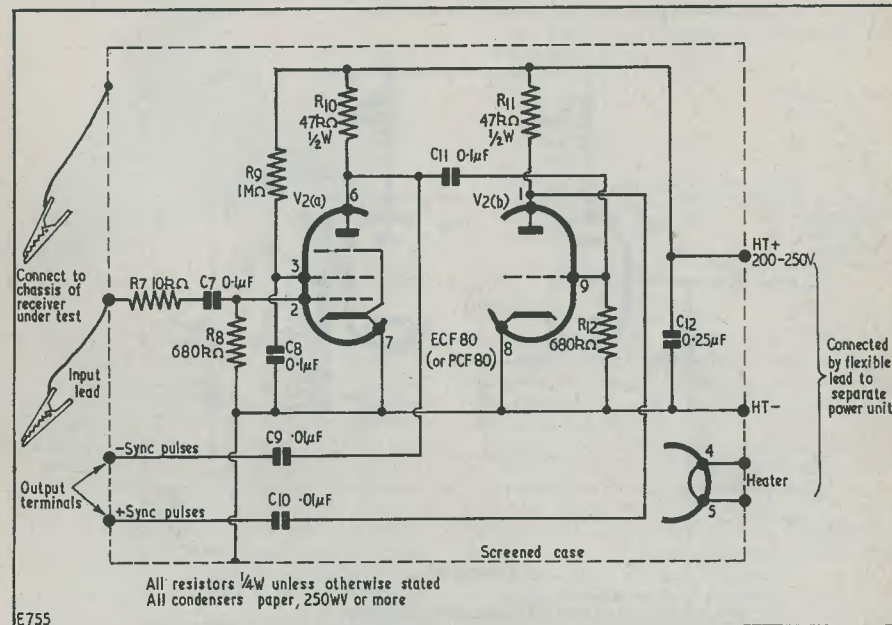 R10
47kΩ
½W
R11
47kΩ
½W
C11 0·1µF
R9
1MΩ
V2(a)
6
V2(b)
1
HT+
200-250V
Connect to
chassis of
receiver
under test
R7 10kΩ
C7 0·1µF
3
2
9
R8
680kΩ
C8
0·1µF
7
ECF80
(or PCF80)
8
R12
680kΩ
C12
0·25µF
Connected
by flexible
lead to
separate
power unit
Input
lead
HT-
-Sync pulses
C9 ·01µF
4
Heater
5
Output
terminals
+Sync pulses
C10 ·01µF
Screened case
All resistors ¼W unless otherwise stated
All condensers paper, 250WV or more
E755